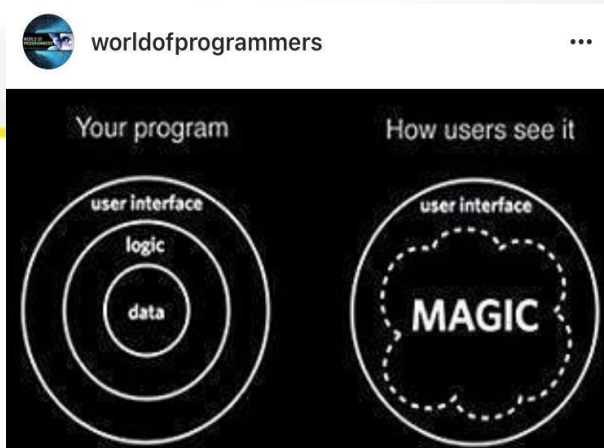 worldofprogrammers
Your program
user interface
logic
data
How users see it
user interface
MAGIC